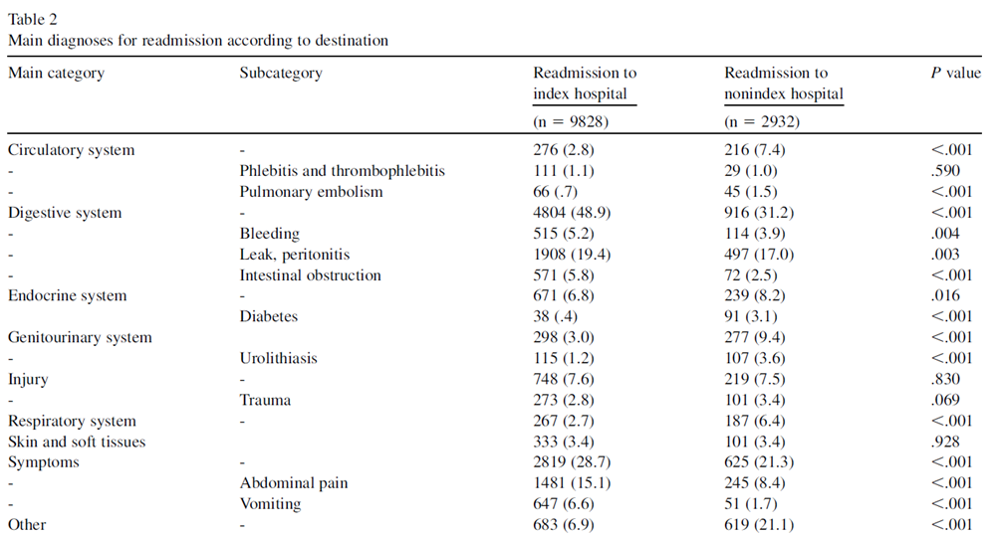 Table 2
Main diagnoses for readmission according to destination
Main category Subcategory Readmission to index hospital Readmission to nonindex hospital P value
(n = 9828) (n = 2932)
Circulatory system - 276 (2.8) 216 (7.4) <.001
- Phlebitis and thrombophlebitis 111 (1.1) 29 (1.0) .590
- Pulmonary embolism 66 (.7) 45 (1.5) <.001
Digestive system - 4804 (48.9) 916 (31.2) <.001
- Bleeding 515 (5.2) 114 (3.9) .004
- Leak, peritonitis 1908 (19.4) 497 (17.0) .003
- Intestinal obstruction 571 (5.8) 72 (2.5) <.001
Endocrine system - 671 (6.8) 239 (8.2) .016
Diabetes 38 (.4) 91 (3.1) <.001
Genitourinary system 298 (3.0) 277 (9.4) <.001
- Urolithiasis 115 (1.2) 107 (3.6) <.001
Injury - 748 (7.6) 219 (7.5) .830
- Trauma 273 (2.8) 101 (3.4) .069
Respiratory system - 267 (2.7) 187 (6.4) <.001
Skin and soft tissues 333 (3.4) 101 (3.4) .928
Symptoms - 2819 (28.7) 625 (21.3) <.001
- Abdominal pain 1481 (15.1) 245 (8.4) <.001
- Vomiting 647 (6.6) 51 (1.7) <.001
Other - 683 (6.9) 619 (21.1) <.001